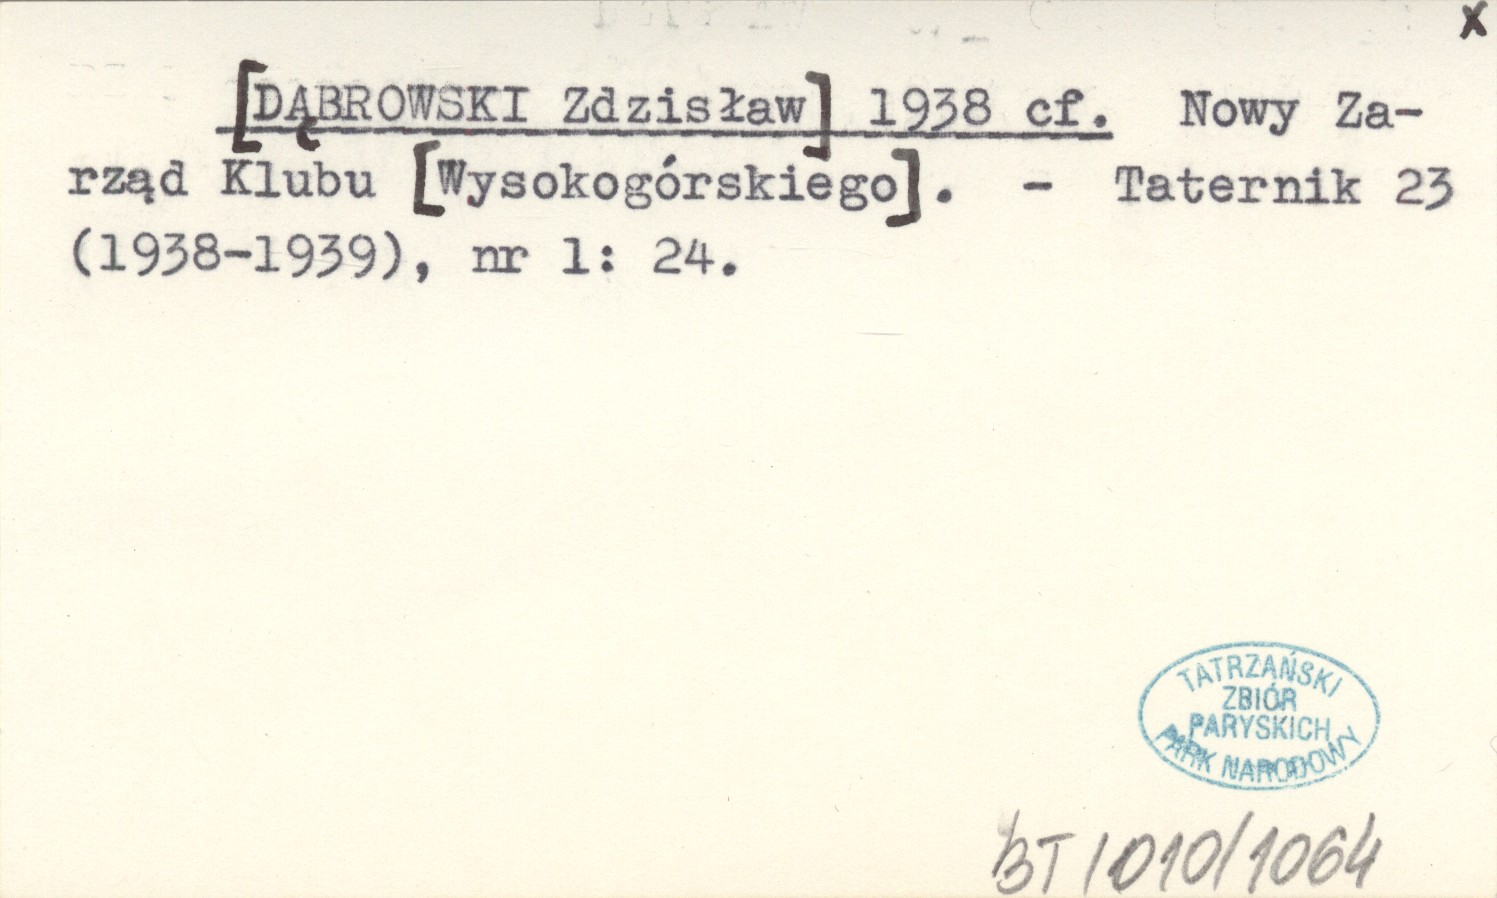 x
[DĄBROWSKI Zdzisław] 1938 cf. Nowy Za-
rząd Klubu [Wysokogórskiego]. - Taternik 23
(1938-1939), nr 1: 24.
TATRZAŃSKI
ZBIÓR
PARYSKICH
PARK NARODOWY
BT/010/1064